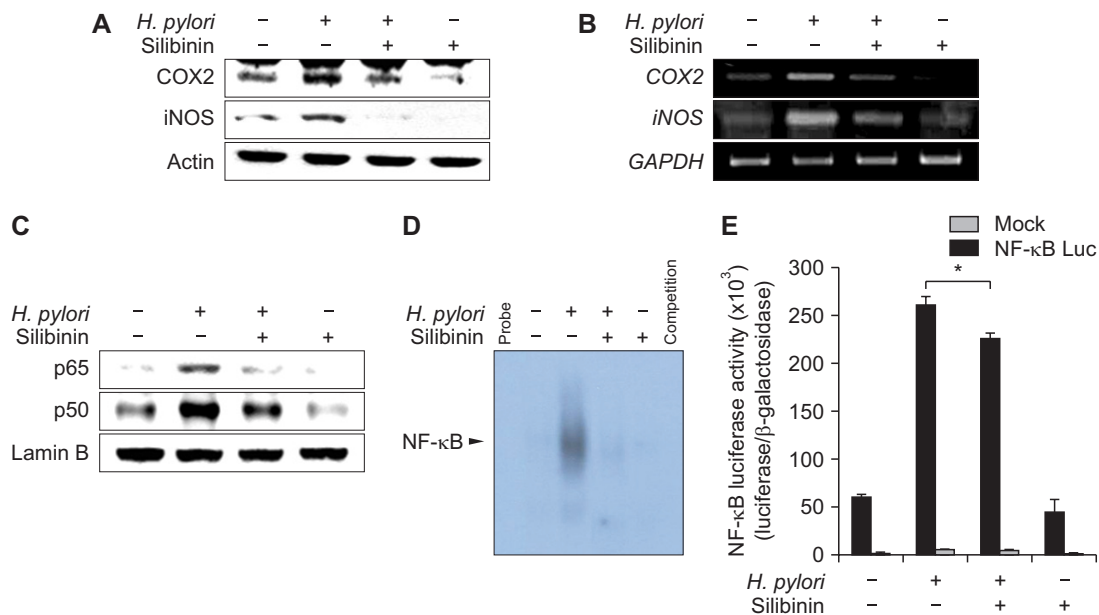 A
H. pylori – + + –
Silibinin – – + +
COX2
iNOS
Actin
B
H. pylori – + + –
Silibinin – – + +
COX2
iNOS
GAPDH
C
H. pylori – + + –
Silibinin – – + +
p65
p50
Lamin B
D
H. pylori – + + –
Silibinin – – + +
Probe
Competition
NF-κB
E
Mock
NF-κB Luc
NF-κB luciferase activity (x10³)
(luciferase/β-galactosidase)
300
250
200
150
100
50
0
*
H. pylori – + + –
Silibinin – – + +